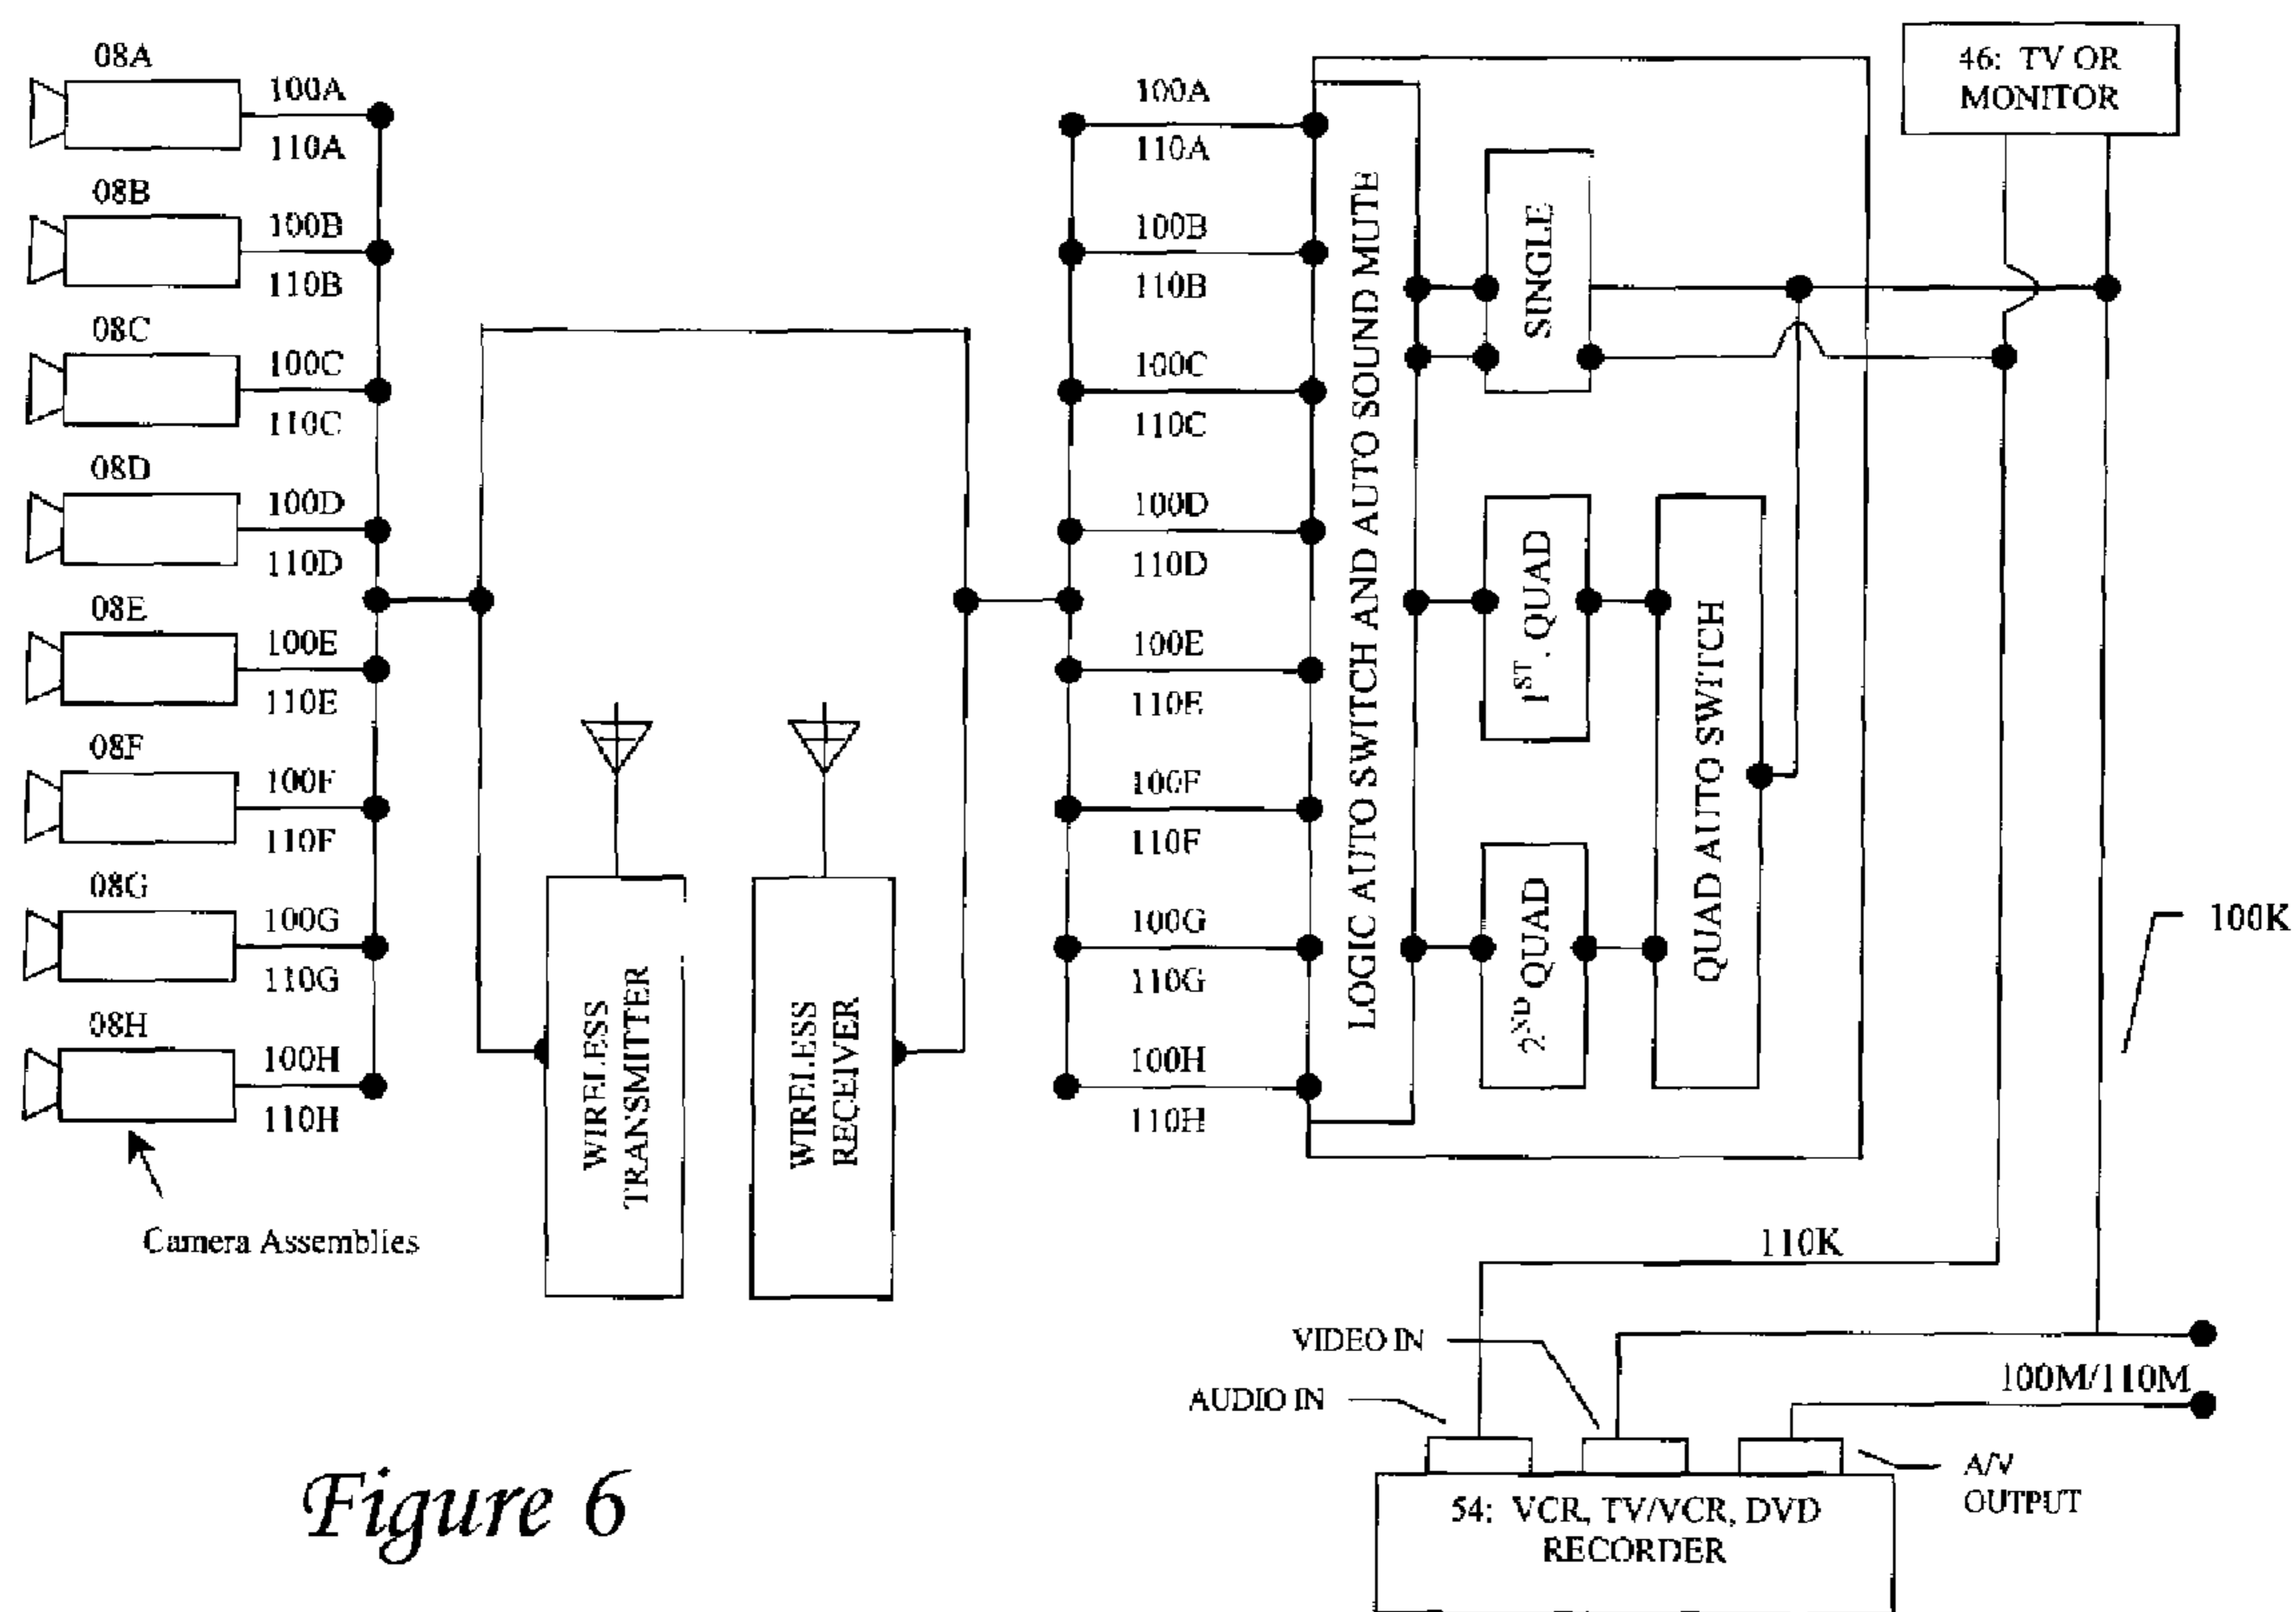 08A
100A
110A
08B
100B
110B
08C
100C
110C
08D
100D
110D
08E
100E
110E
08F
100F
110F
08G
100G
110G
08H
100H
110H
Camera Assemblies
WIRELESS
TRANSMITTER
WIRELESS
RECEIVER
100A
110A
100B
110B
100C
110C
100D
110D
100E
110E
100F
110F
100G
110G
100H
110H
LOGIC AUTO SWITCH AND AUTO SOUND MUTE
SINGLE
1ST. QUAD
2ND QUAD
QUAD AUTO SWITCH
46: TV OR
MONITOR
100K
110K
VIDEO IN
AUDIO IN
100M/110M
A/V
OUTPUT
54: VCR, TV/VCR, DVD
RECORDER
Figure 6